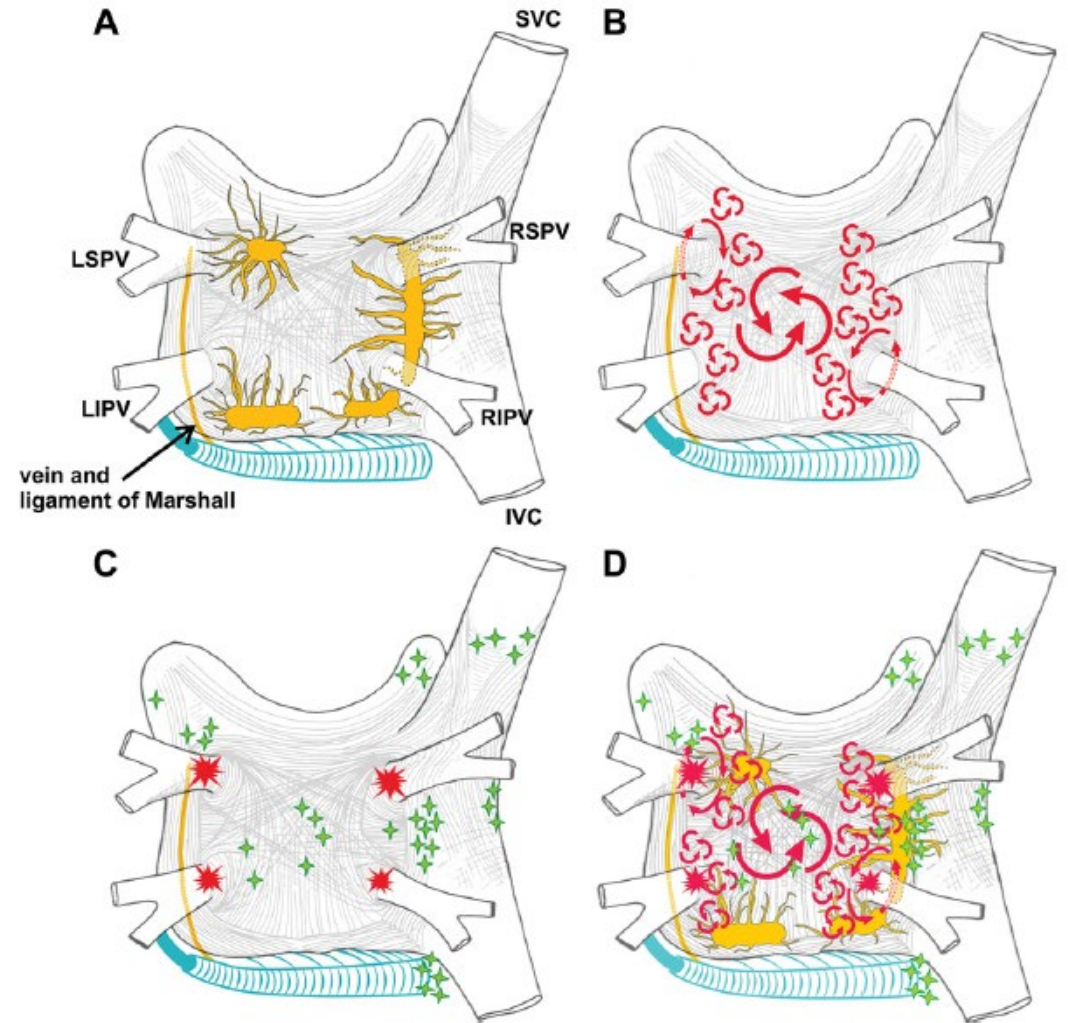 A
SVC
B
RSPV
LSPV
LIPV
RIPV
vein and
ligament of Marshall
IVC
C
D